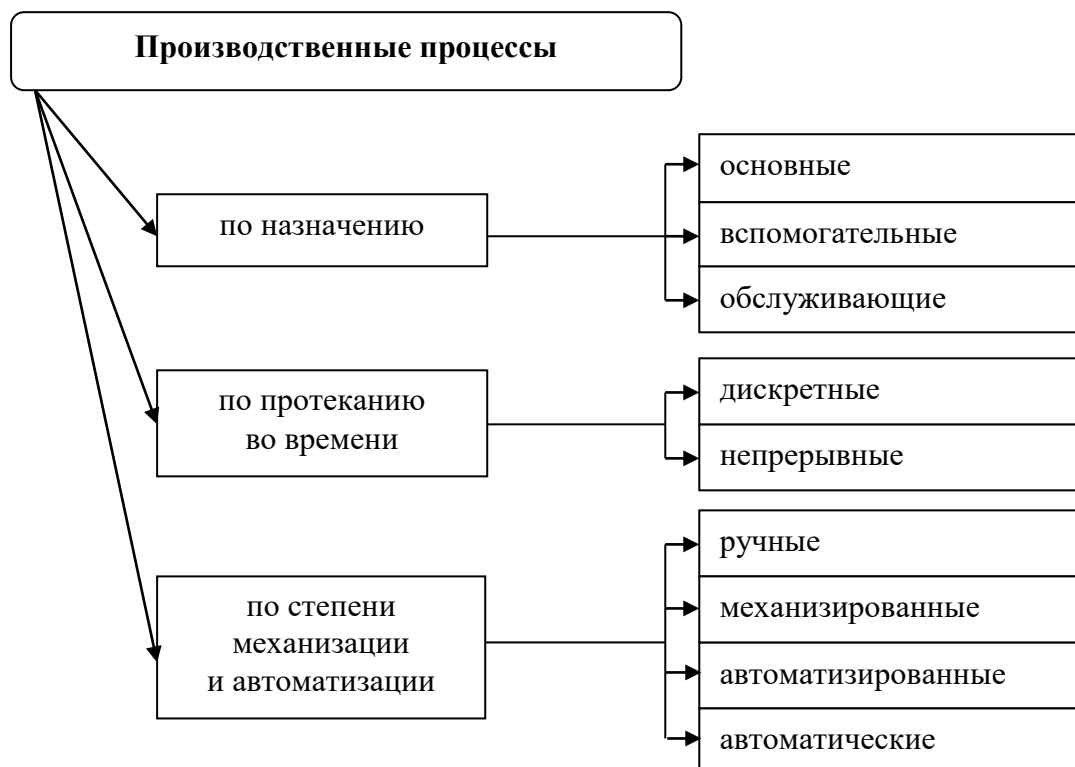 Производственные процессы
по назначению
основные
вспомогательные
обслуживающие
по протеканию
во времени
дискретные
непрерывные
по степени
механизации
и автоматизации
ручные
механизированные
автоматизированные
автоматические